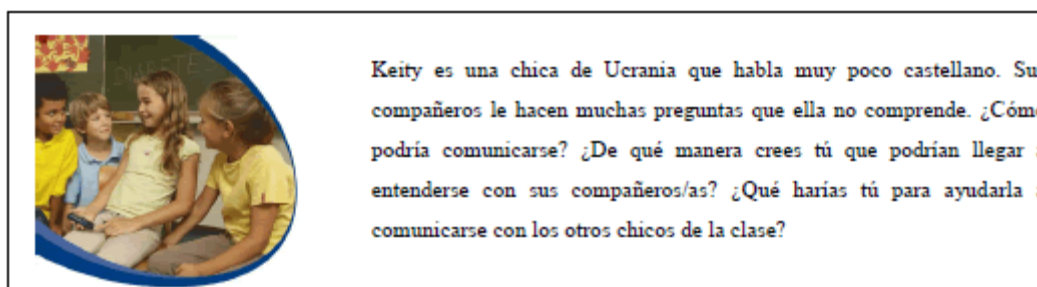 DIABETES
Keity es una chica de Ucrania que habla muy poco castellano. Su
compañeros le hacen muchas preguntas que ella no comprende. ¿Cómo
podría comunicarse? ¿De qué manera crees tú que podrían llegar a
entenderse con sus compañeros/as? ¿Qué harías tú para ayudarla a
comunicarse con los otros chicos de la clase?